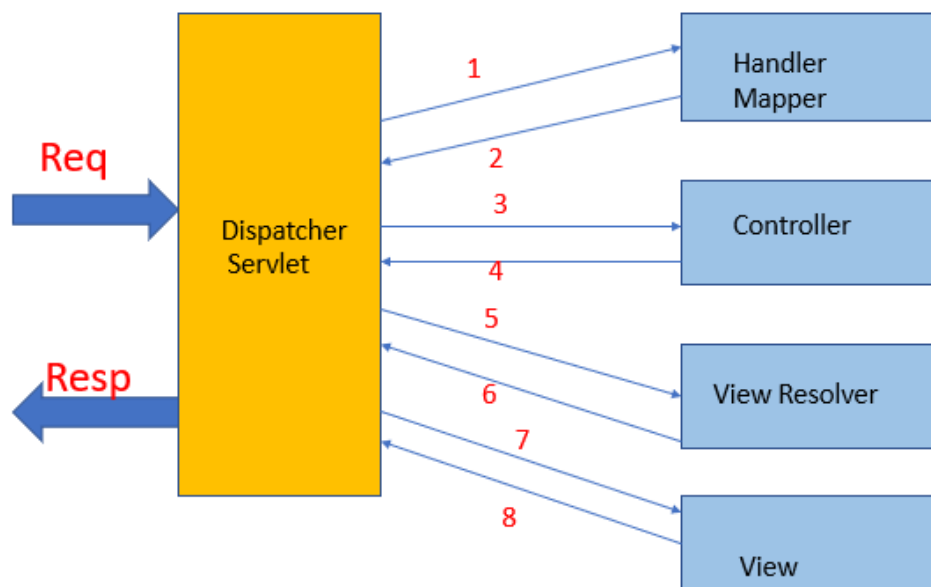 1
Handler
Mapper
2
Req
3
Dispatcher
Servlet
Controller
4
5
Resp
6
View Resolver
7
8
View